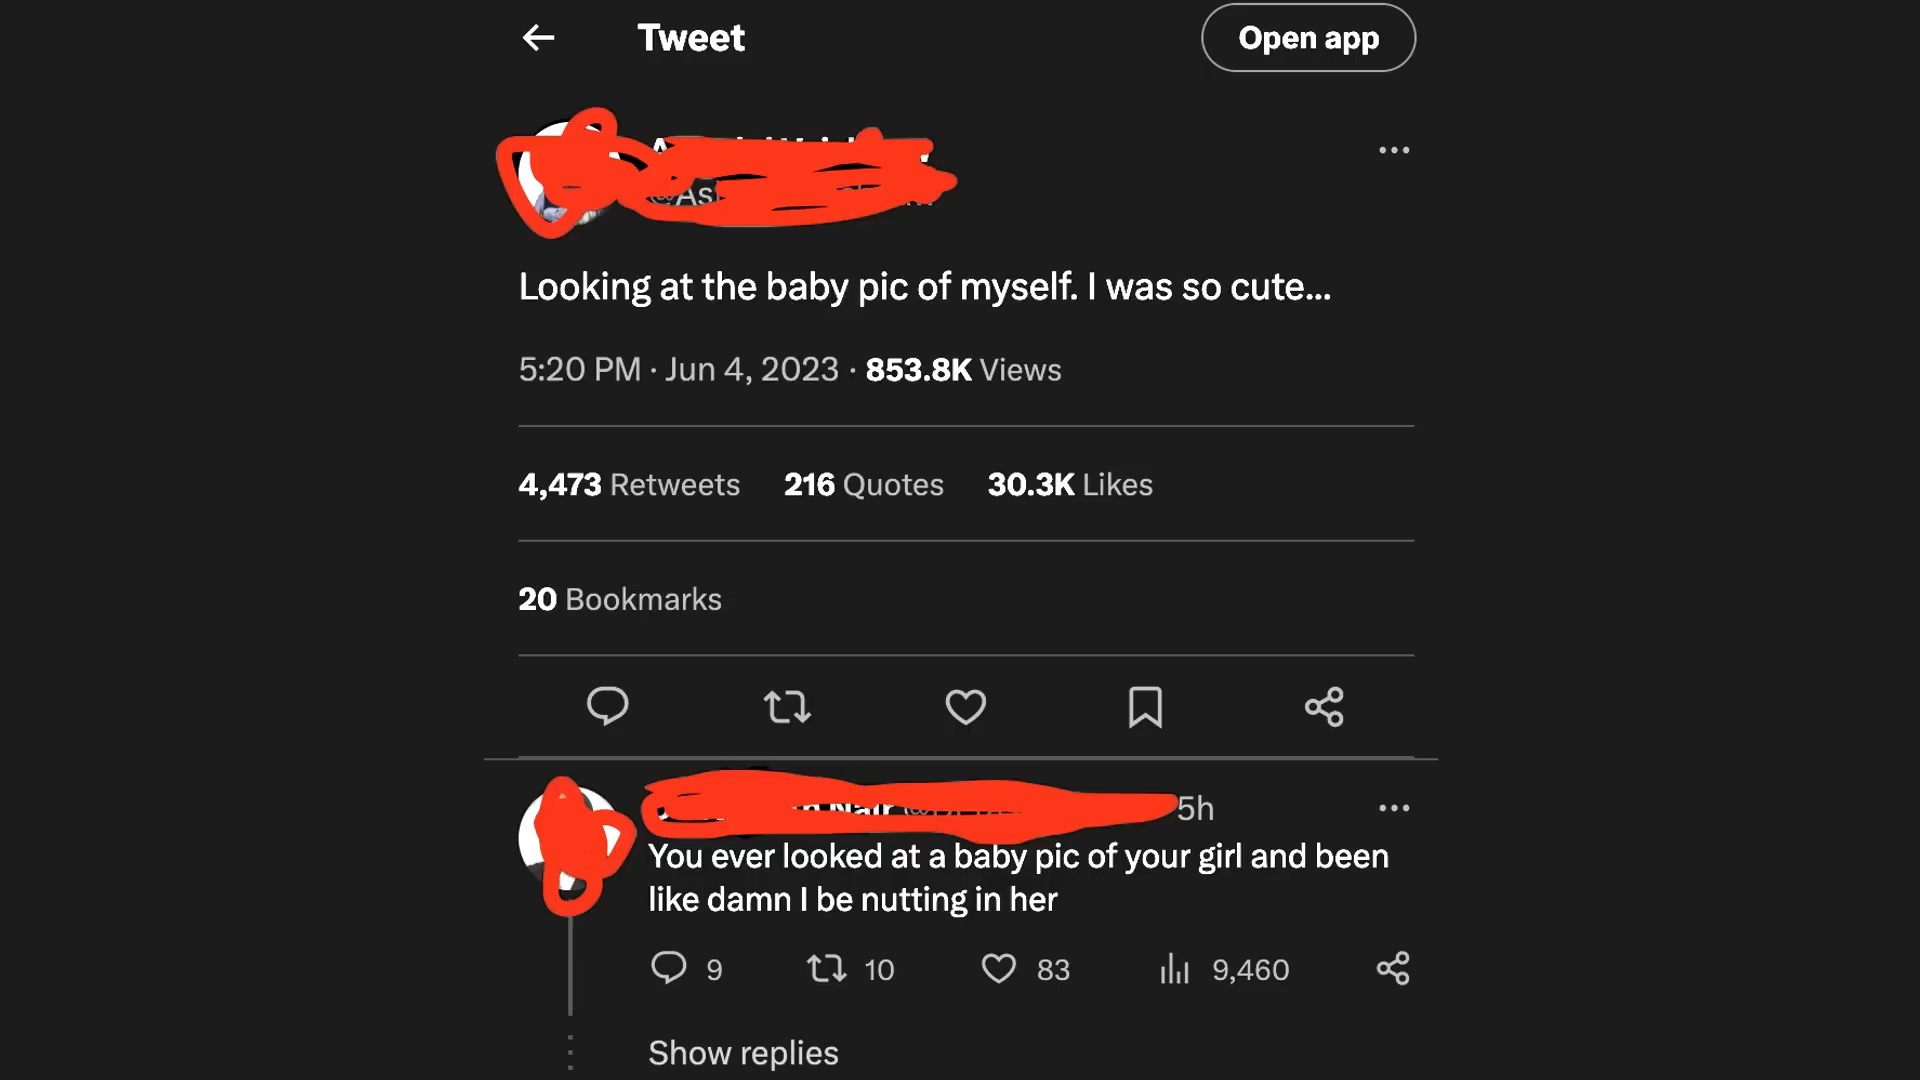 Tweet
Open app
Looking at the baby pic of myself. I was so cute...
5:20 PM · Jun 4, 2023 · 853.8K Views
4,473 Retweets 216 Quotes 30.3K Likes
20 Bookmarks
5h
You ever looked at a baby pic of your girl and been
like damn I be nutting in her
9 10 83 9,460
Show replies